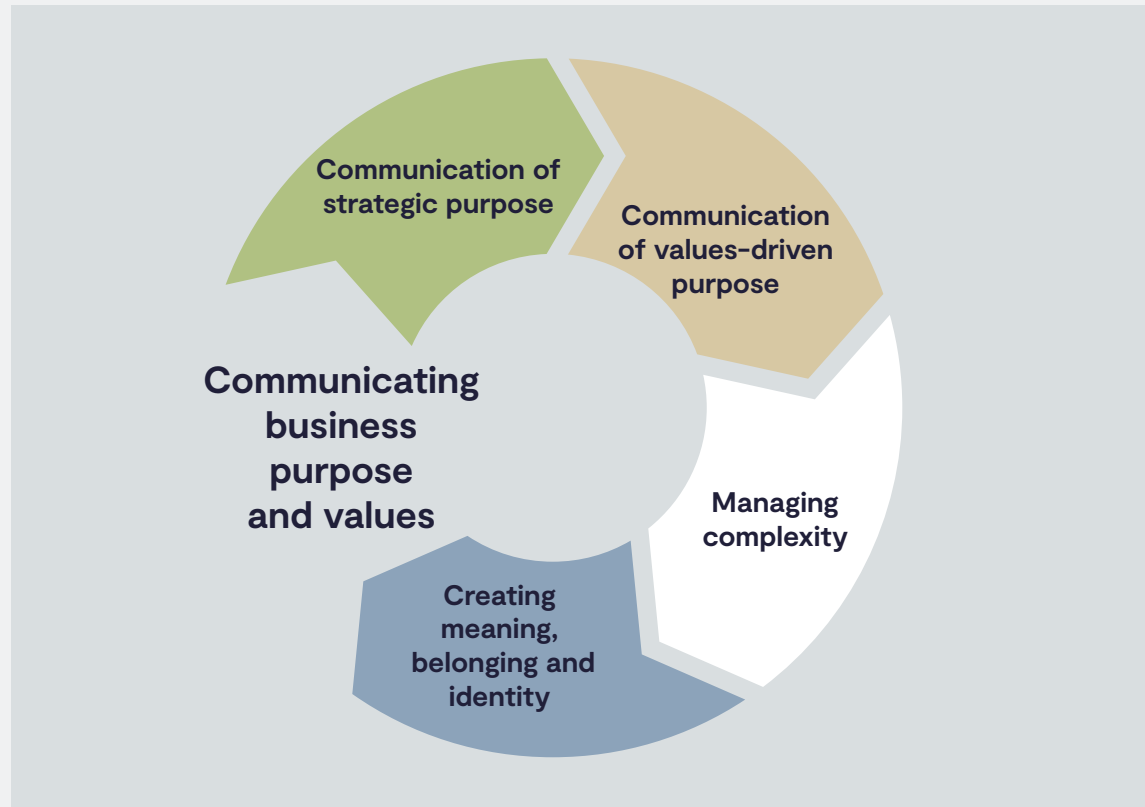 Communication of
strategic purpose
Communication
of values-driven
purpose
Managing
complexity
Creating
meaning,
belonging and
identity
Communicating
business
purpose
and values